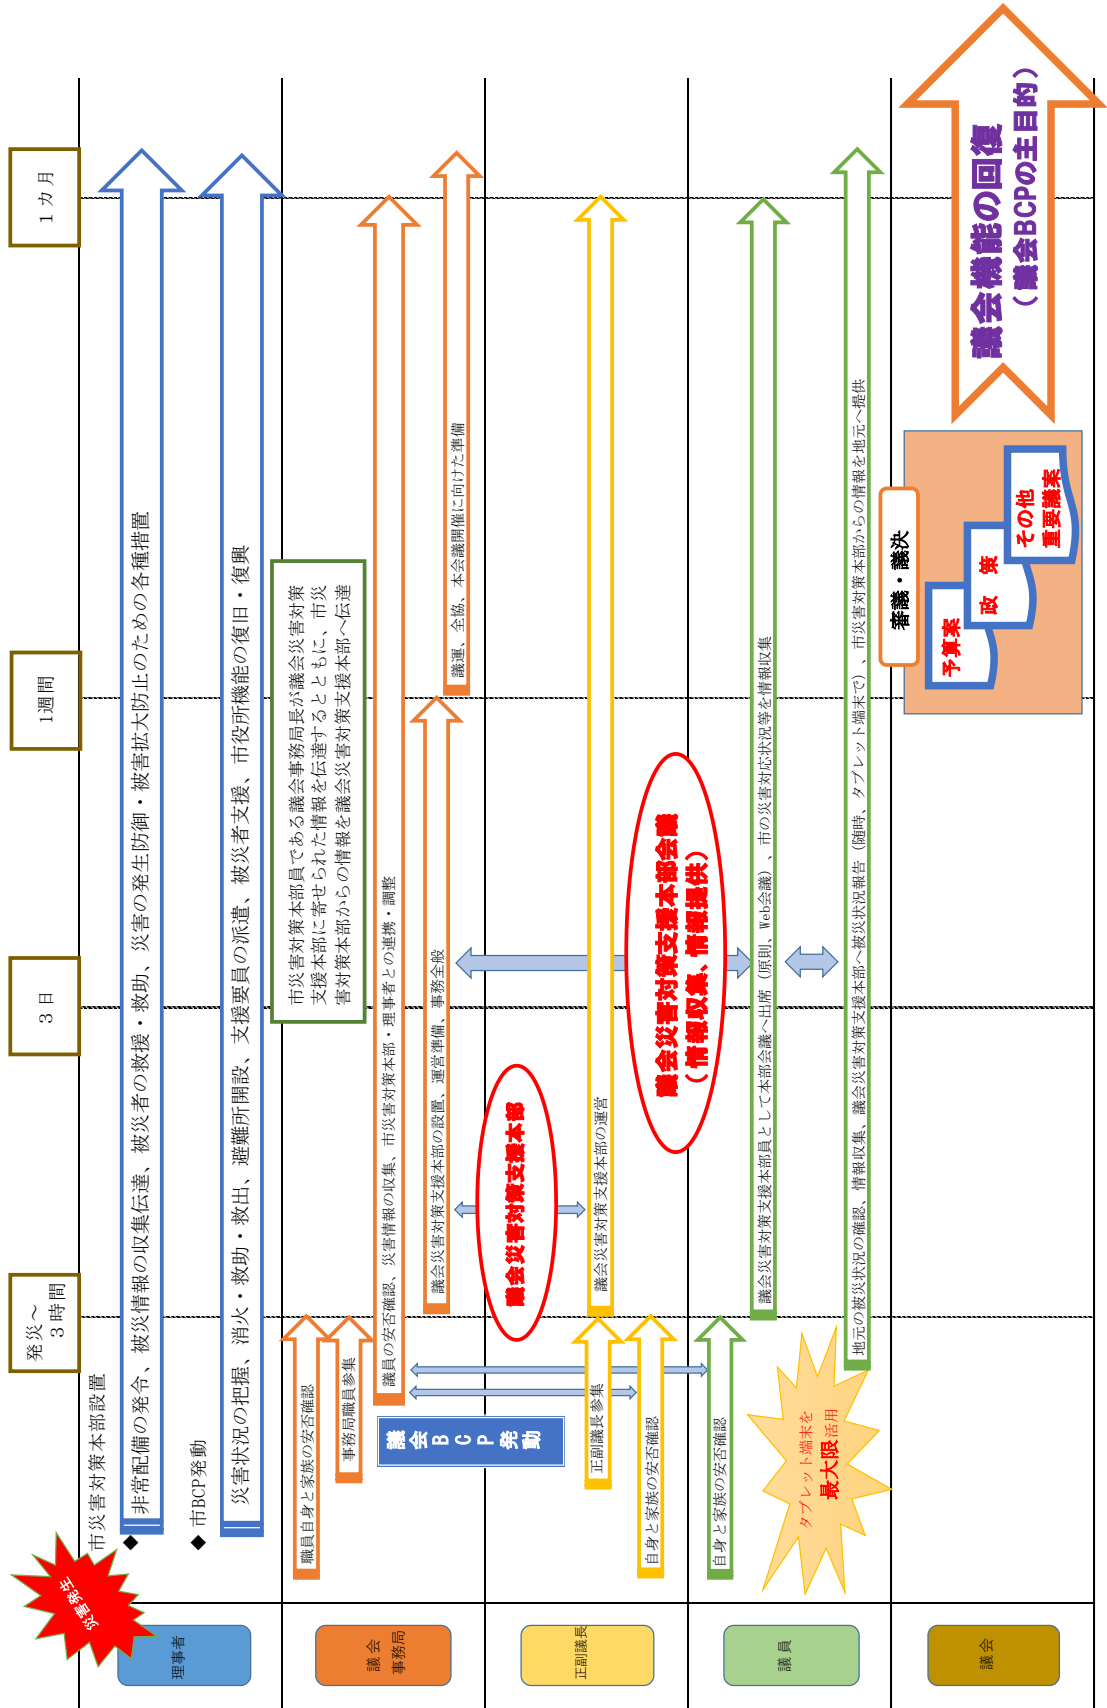 発災～
3時間
3日
1週間
1カ月
災害発生
理事者
市災害対策本部設置
◆
非常配備の発令、被災情報の収集伝達、被災者の救援・救助、災害の発生防御・被害拡大防止のための各種措置
◆ 市BCP発動
災害状況の把握、消火・救助・救出、避難所開設、支援要員の派遣、被災者支援、市役所機能の復旧・復興
議会
事務局
市災害対策本部員である議会事務局長が議会災害対策
支援本部に寄せられた情報を伝達するとともに、市災
害対策本部からの情報を議会災害対策支援本部へ伝達
職員自身と家族の安否確認
事務局職員参集
議員の安否確認、災害情報の収集、市災害対策本部・理事者との連携・調整
議会災害対策支援本部の設置、運営準備、事務全般
議運、全協、本会議開催に向けた準備
議会BCP発動
正副議長
議会災害対策支援本部
正副議長参集
議会災害対策支援本部の運営
自身と家族の安否確認
議会災害対策支援本部会議
（情報収集、情報提供）
議員
自身と家族の安否確認
議会災害対策支援本部員として本部会議へ出席（原則、Web会議）、市の災害対応状況等を情報収集
タブレット端末を
最大限活用
地元の被災状況の確認、情報収集、議会災害対策支援本部へ被災状況報告（随時、タブレット端末で）、市災害対策本部からの情報を地元へ提供
議会
審議・議決
予算案
政 策
その他
重要議案
議会機能の回復
（議会BCPの主目的）